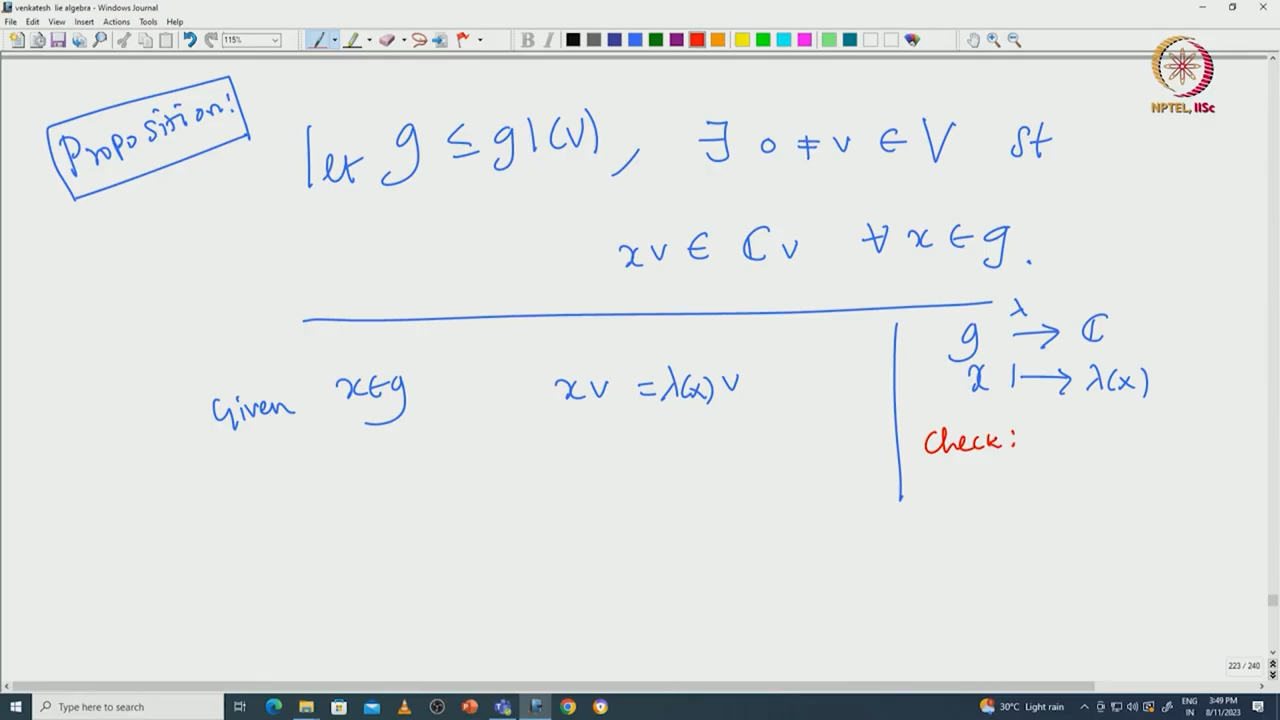 venkatesh lie algebra - Windows Journal
File Edit View Insert Actions Tools Help
115%
NPTEL, IISc
Proposition:
let g ≤ gl(V), ∃ 0 ≠ v ∈ V st
xv ∈ ℂv ∀ x ∈ g.
g →^λ ℂ
x ↦ λ(x)
Given x∈g xv = λ(x)v
Check:
223 / 240
Type here to search
30°C Light rain
ENG
IN
3:49 PM
8/11/2023